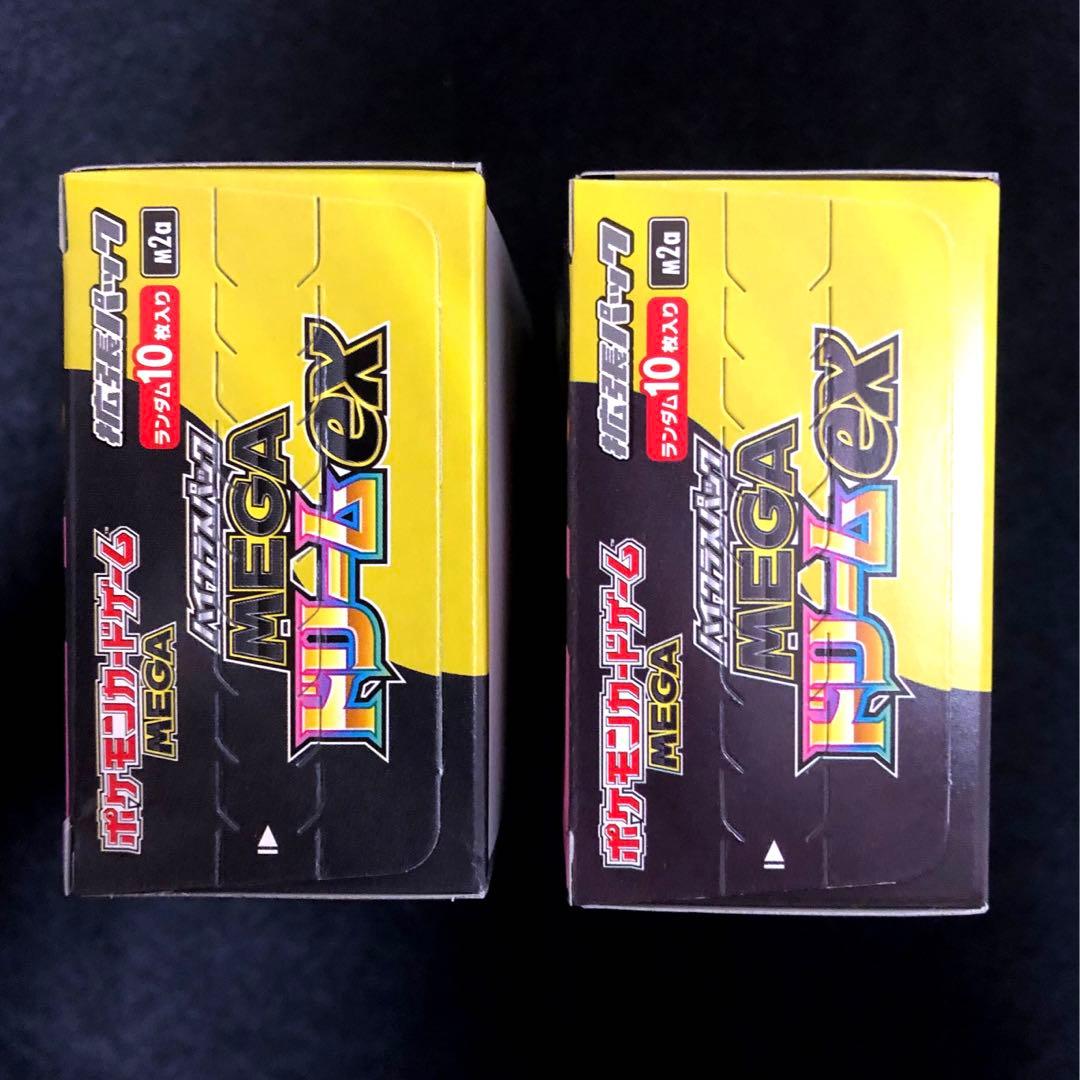 拡張パック
M2a
ランダム10枚入り
ポケモンカードゲーム™
MEGA
ハイクラスパック
MEGA
ドリームex
拡張パック
M2a
ランダム10枚入り
ポケモンカードゲーム™
MEGA
ハイクラスパック
MEGA
ドリームex